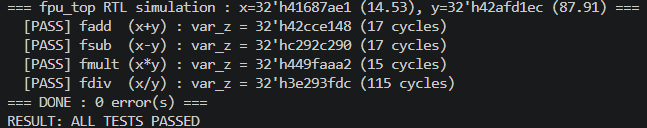 === fpu_top RTL simulation : x=32'h41687ae1 (14.53), y=32'h42afd1ec (87.91) ===
[PASS] fadd (x+y) : var_z = 32'h42cce148 (17 cycles)
[PASS] fsub (x-y) : var_z = 32'hc292c290 (17 cycles)
[PASS] fmult (x*y) : var_z = 32'h449faaa2 (15 cycles)
[PASS] fdiv (x/y) : var_z = 32'h3e293fdc (115 cycles)
=== DONE : 0 error(s) ===
RESULT: ALL TESTS PASSED